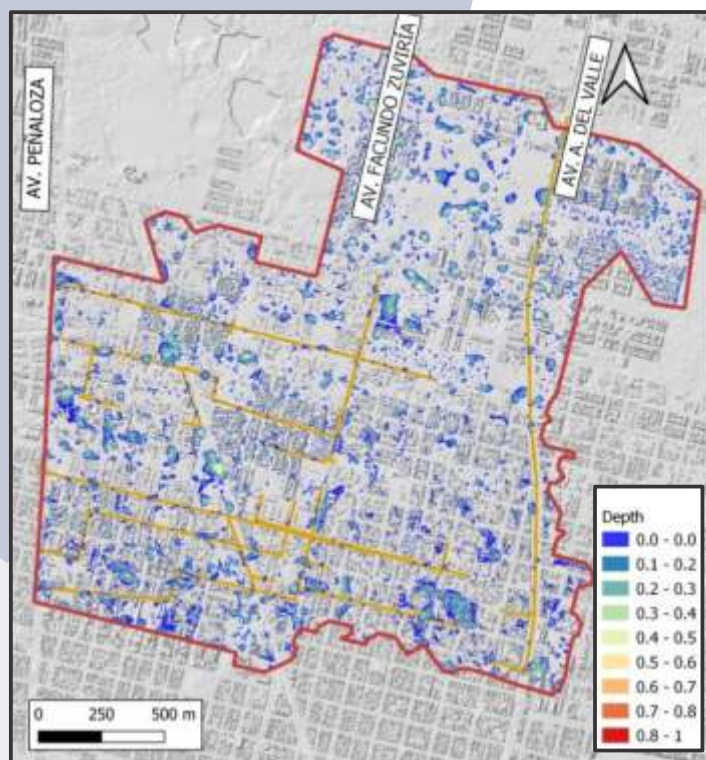 AV. PEÑALOZA
AV. FACUNDO ZUVIRÍA
AV. A. DEL VALLE
Depth
0.0 - 0.0
0.1 - 0.2
0.2 - 0.3
0.3 - 0.4
0.4 - 0.5
0.5 - 0.6
0.6 - 0.7
0.7 - 0.8
0.8 - 1
0 250 500 m